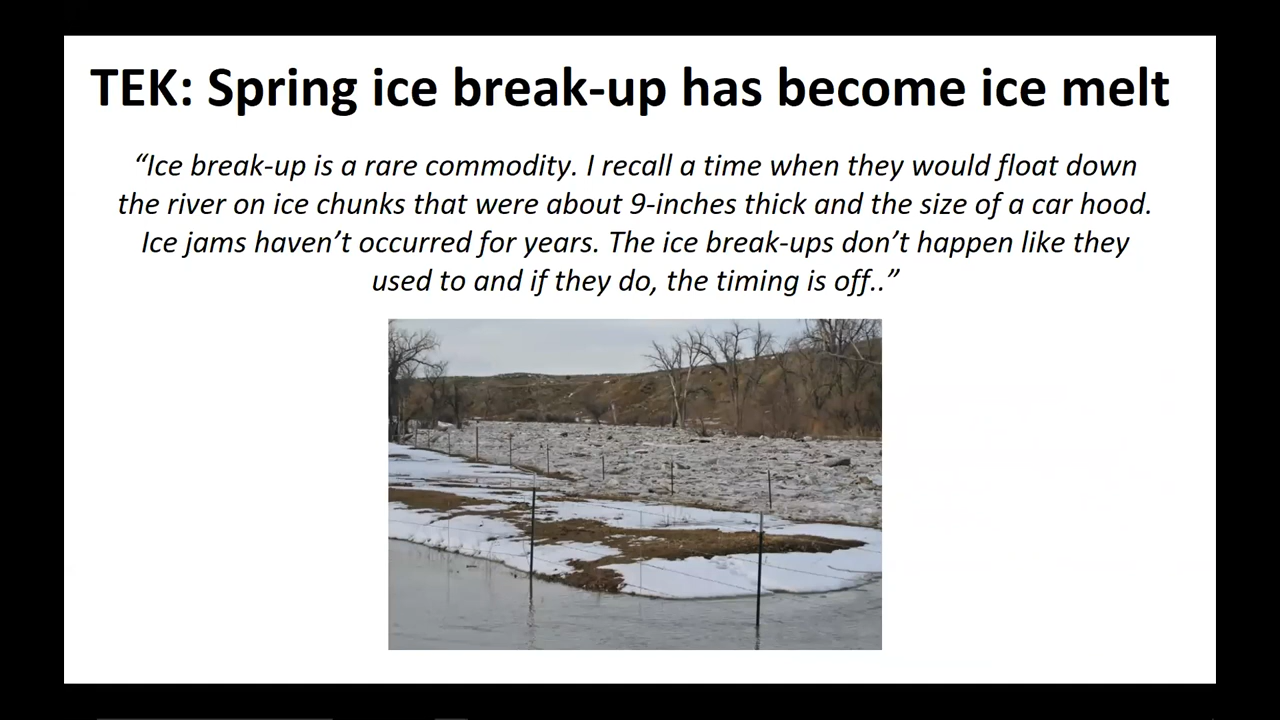 TEK: Spring ice break-up has become ice melt
“Ice break-up is a rare commodity. I recall a time when they would float down
the river on ice chunks that were about 9-inches thick and the size of a car hood.
Ice jams haven’t occurred for years. The ice break-ups don’t happen like they
used to and if they do, the timing is off..”